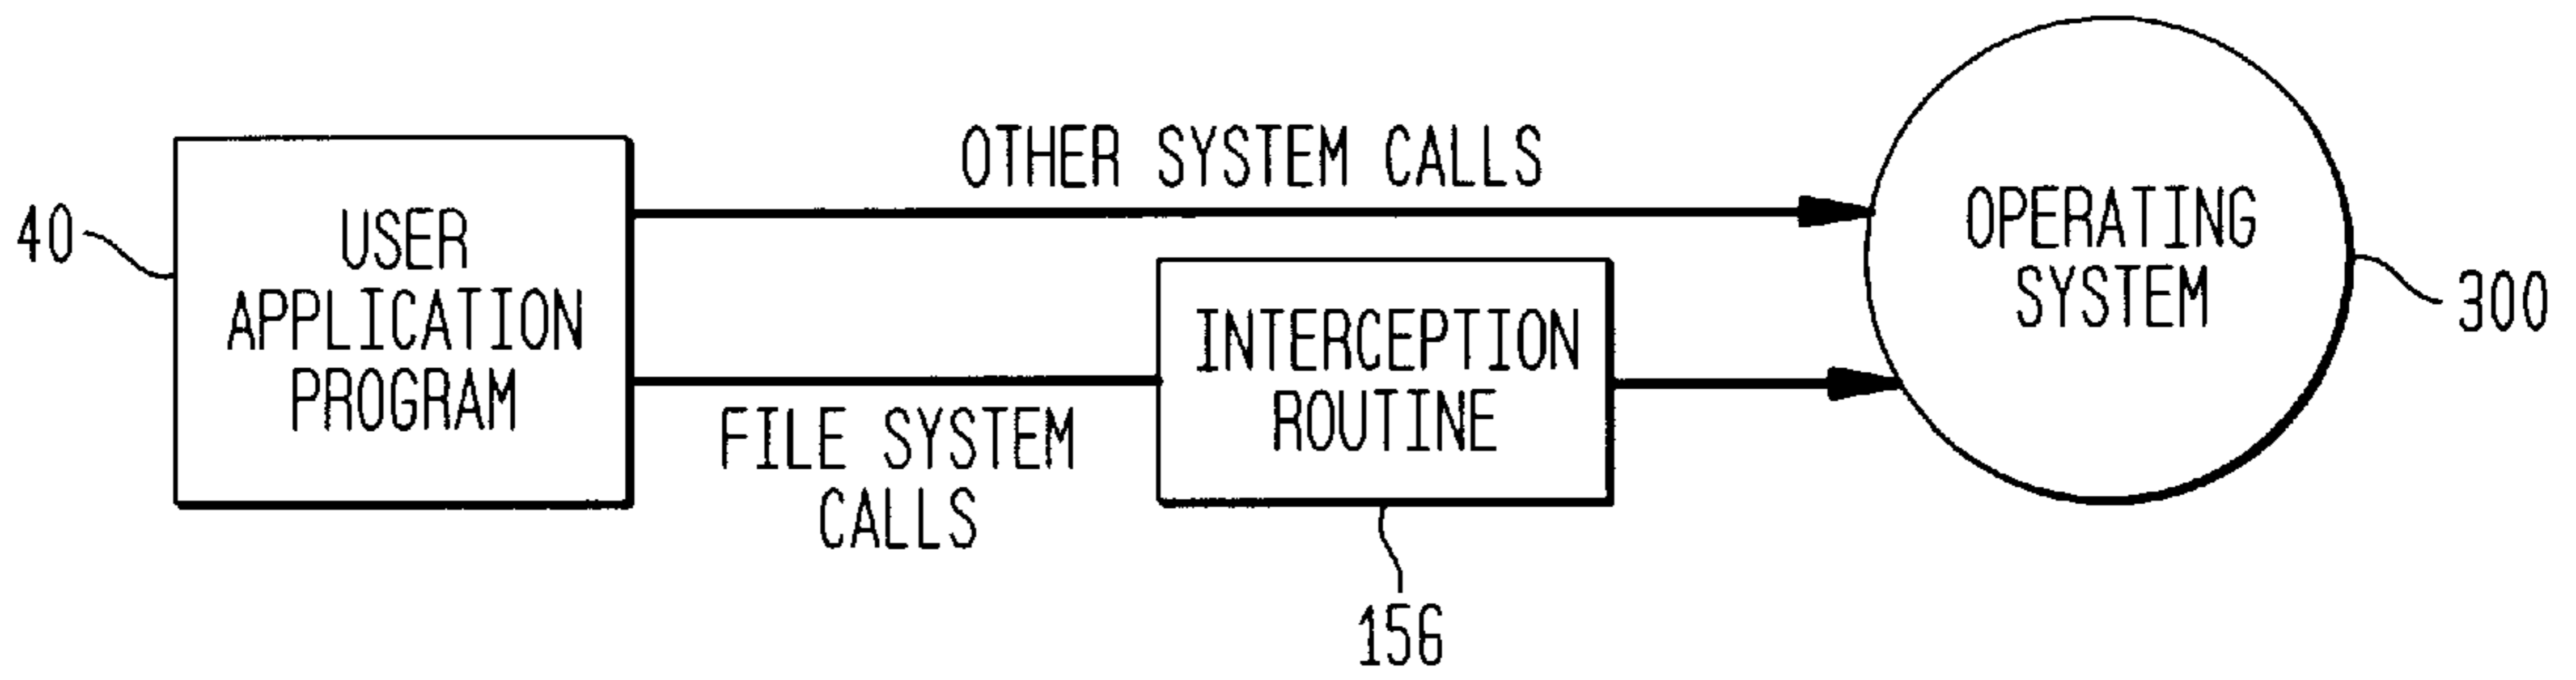 40
USER
APPLICATION
PROGRAM
OTHER SYSTEM CALLS
FILE SYSTEM
CALLS
INTERCEPTION
ROUTINE
156
OPERATING
SYSTEM
300